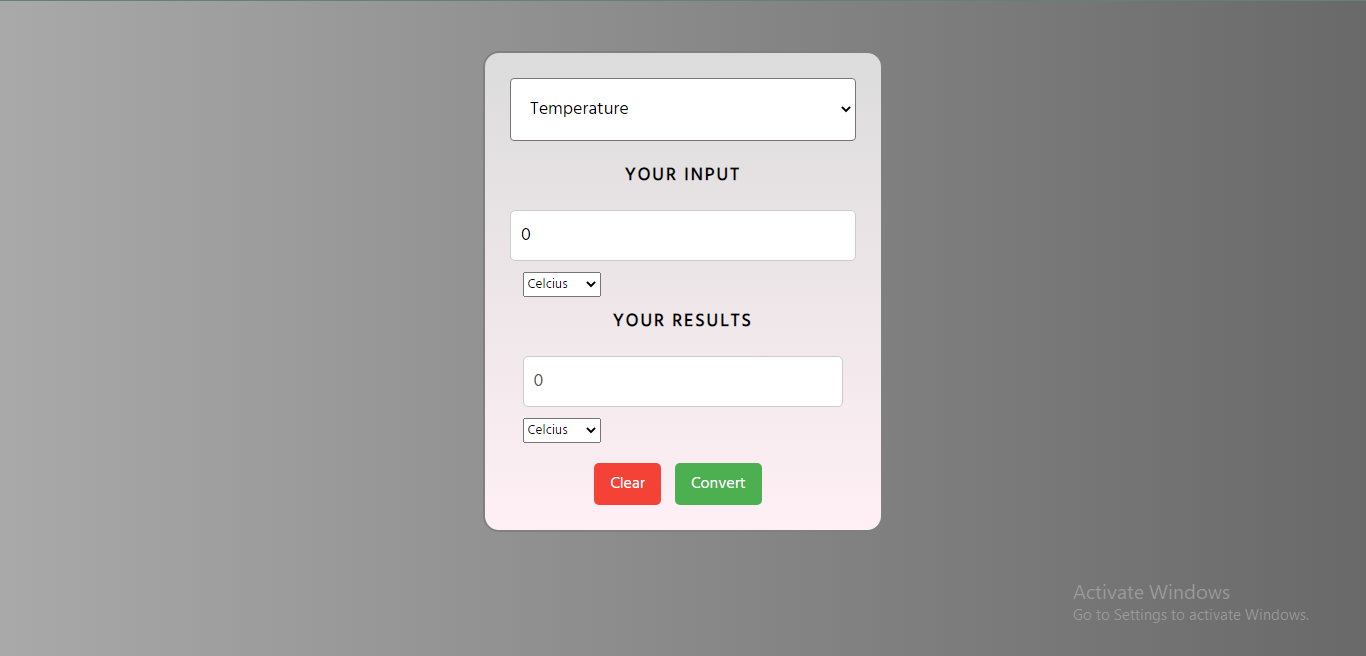 Temperature
YOUR INPUT
0
Celcius
YOUR RESULTS
0
Celcius
Clear Convert
Activate Windows
Go to Settings to activate Windows.